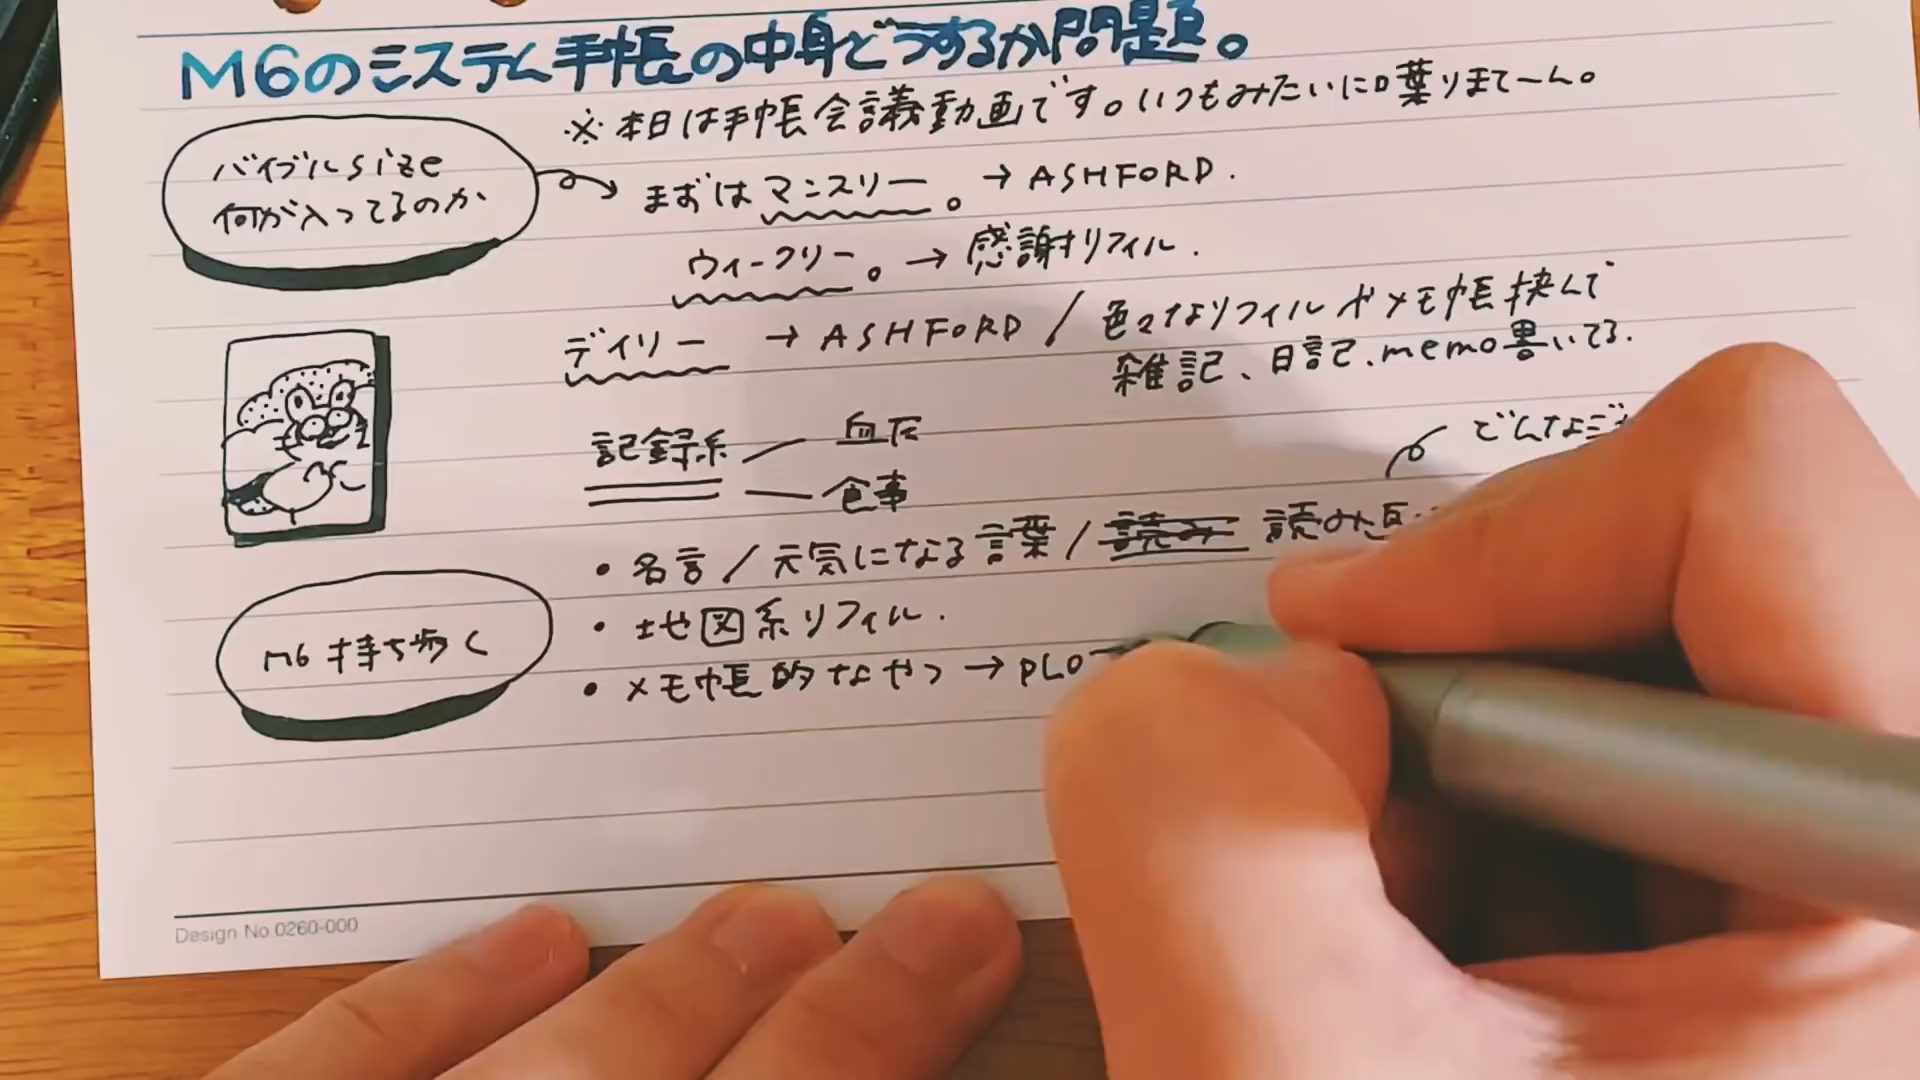 M6のシステム手帳の中身どうするか問題。
※本日は手帳会議動画です。いつもみたいに喋りませーん。
バイブルsize
何が入ってるのか
まずはマンスリー。→ ASHFORD.
ウィークリー。→ 感謝リフィル.
デイリー → ASHFORD / 色々なリフィルやメモ帳挟んで
雑記、日記、memo書いてる.
記録系
血圧
食事
どんな
・名言/元気になる言葉/読み 読み返
M6 持ち歩く
・地図系リフィル.
・メモ帳的なやつ → PLO
Design No 0260-000